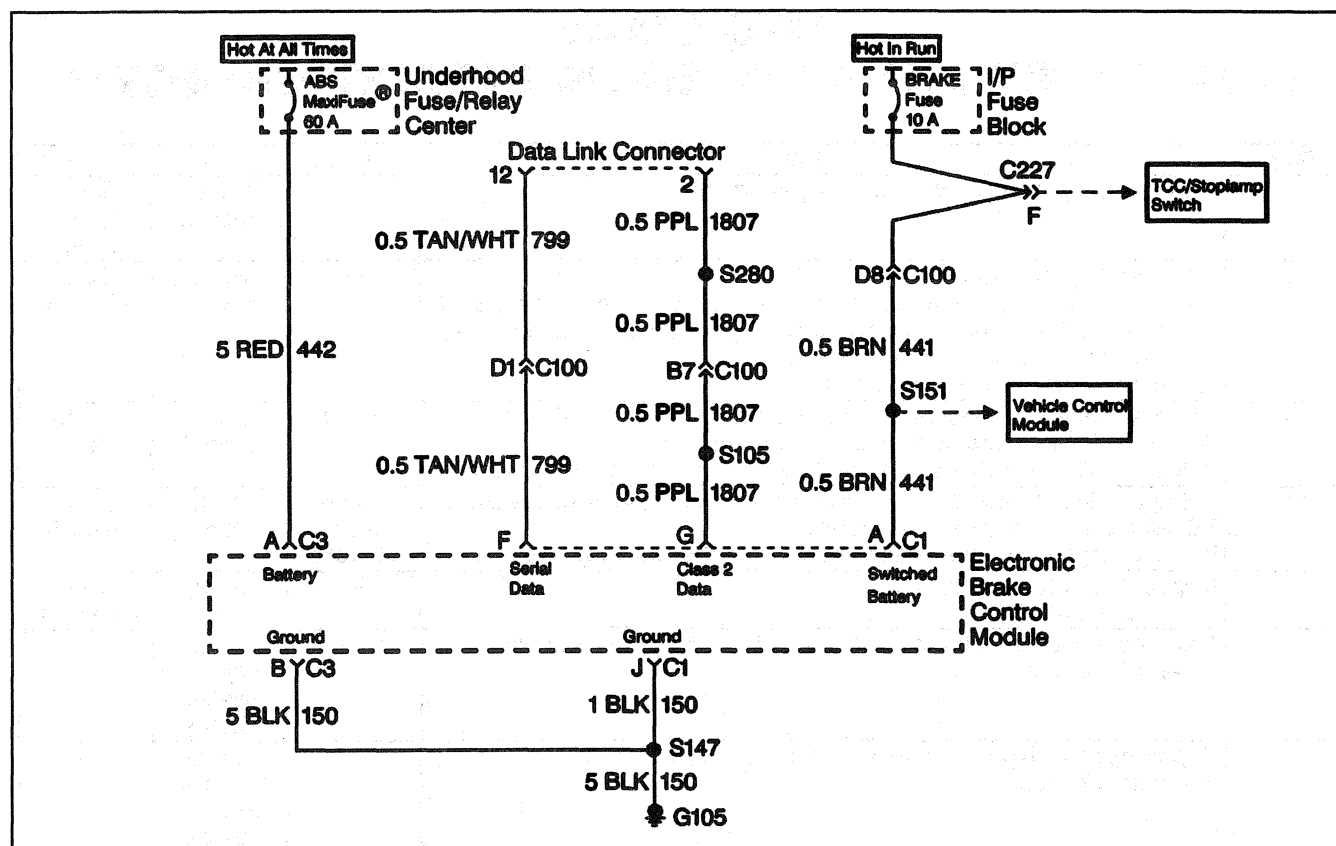 Hot At All Times
Hot In Run
ABS
MaxiFuse®
60 A
Underhood
Fuse/Relay
Center
BRAKE
Fuse
10 A
I/P
Fuse
Block
Data Link Connector
12
2
C227
F
TCC/Stoplamp
Switch
0.5 TAN/WHT 799
0.5 PPL 1807
S280
D8 C100
5 RED 442
0.5 PPL 1807
0.5 BRN 441
D1 C100
B7 C100
S151
Vehicle Control
Module
0.5 PPL 1807
0.5 TAN/WHT 799
S105
0.5 PPL 1807
0.5 BRN 441
A C3
F
G
A C1
Battery
Serial
Data
Class 2
Data
Switched
Battery
Electronic
Brake
Control
Module
Ground
Ground
B C3
J C1
5 BLK 150
1 BLK 150
S147
5 BLK 150
G105